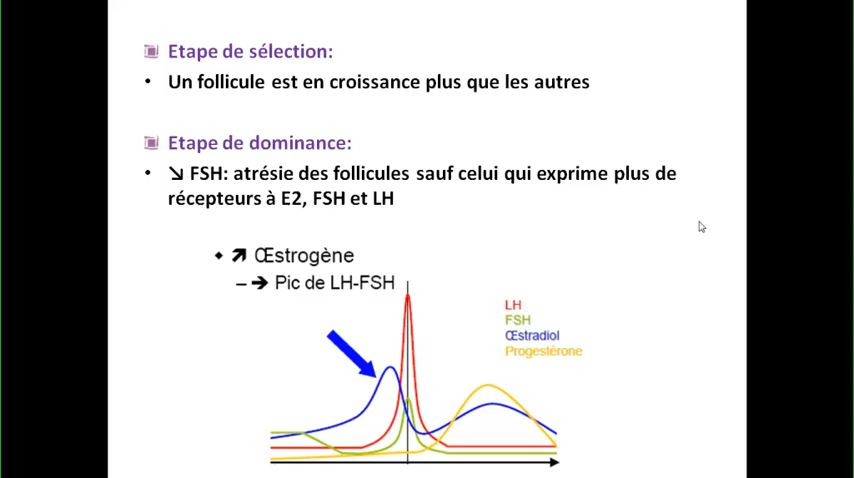 Etape de sélection:
• Un follicule est en croissance plus que les autres
Etape de dominance:
• ↘ FSH: atrésie des follicules sauf celui qui exprime plus de
récepteurs à E2, FSH et LH
◆ ↗ Œstrogène
– → Pic de LH-FSH
LH
FSH
Œstradiol
Progestérone